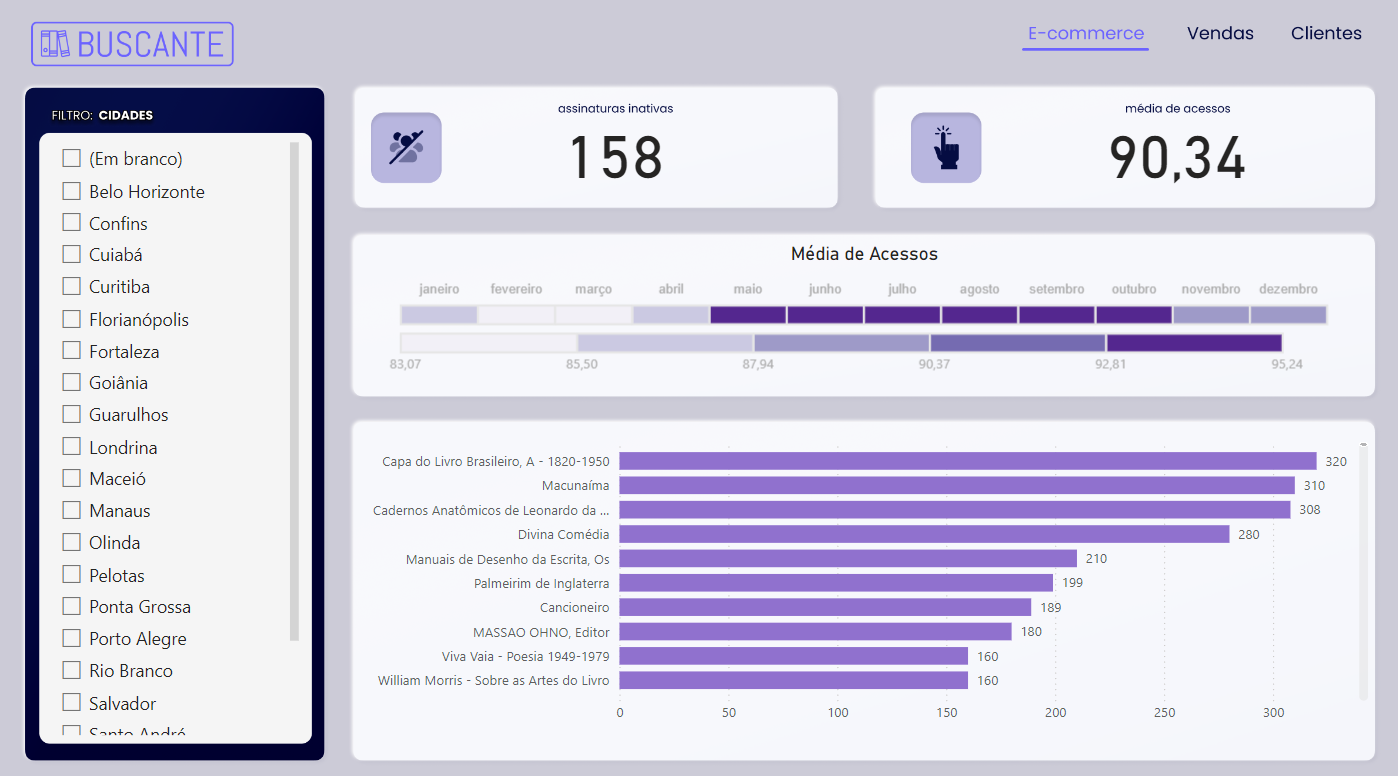 BUSCANTE
E-commerce Vendas Clientes
FILTRO: CIDADES
(Em branco)
Belo Horizonte
Confins
Cuiabá
Curitiba
Florianópolis
Fortaleza
Goiânia
Guarulhos
Londrina
Maceió
Manaus
Olinda
Pelotas
Ponta Grossa
Porto Alegre
Rio Branco
Salvador
Santo André
assinaturas inativas
158
média de acessos
90,34
Média de Acessos
janeiro fevereiro março abril maio junho julho agosto setembro outubro novembro dezembro
83,07 85,50 87,94 90,37 92,81 95,24
Capa do Livro Brasileiro, A - 1820-1950 320
Macunaíma 310
Cadernos Anatômicos de Leonardo da ... 308
Divina Comédia 280
Manuais de Desenho da Escrita, Os 210
Palmeirim de Inglaterra 199
Cancioneiro 189
MASSAO OHNO, Editor 180
Viva Vaia - Poesia 1949-1979 160
William Morris - Sobre as Artes do Livro 160
0 50 100 150 200 250 300